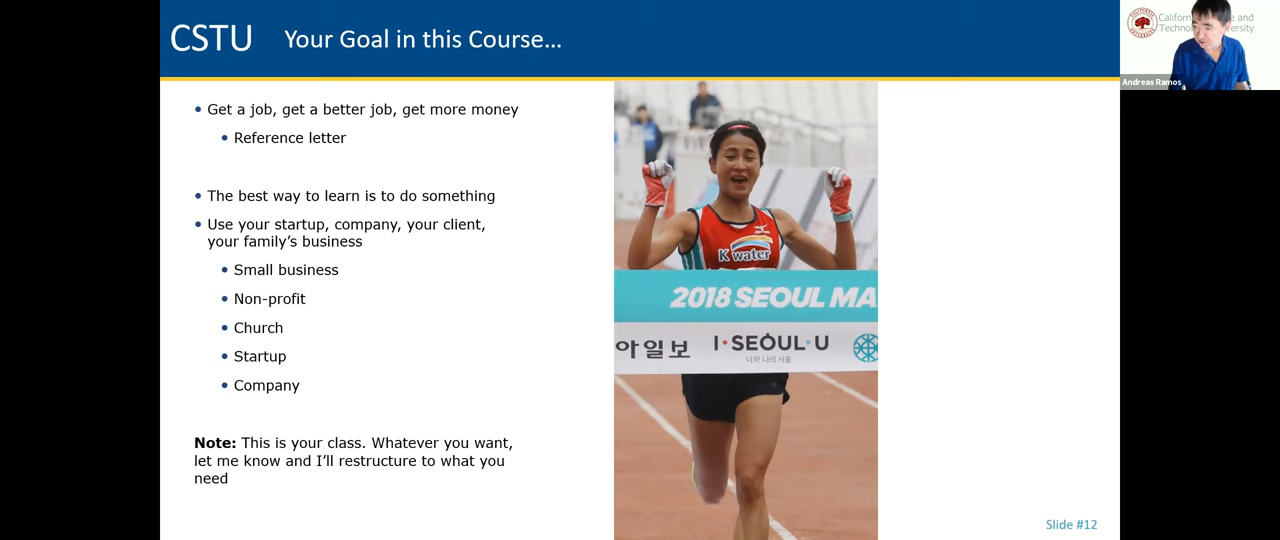 CSTU
Your Goal in this Course…
• Get a job, get a better job, get more money
• Reference letter
• The best way to learn is to do something
• Use your startup, company, your client,
your family’s business
• Small business
• Non-profit
• Church
• Startup
• Company
Note: This is your class. Whatever you want,
let me know and I’ll restructure to what you
need
K water
2018 SEOUL MA
아일보
I·SEOUL·U
너와 나의 서울
Slide #12
Andreas Ramos